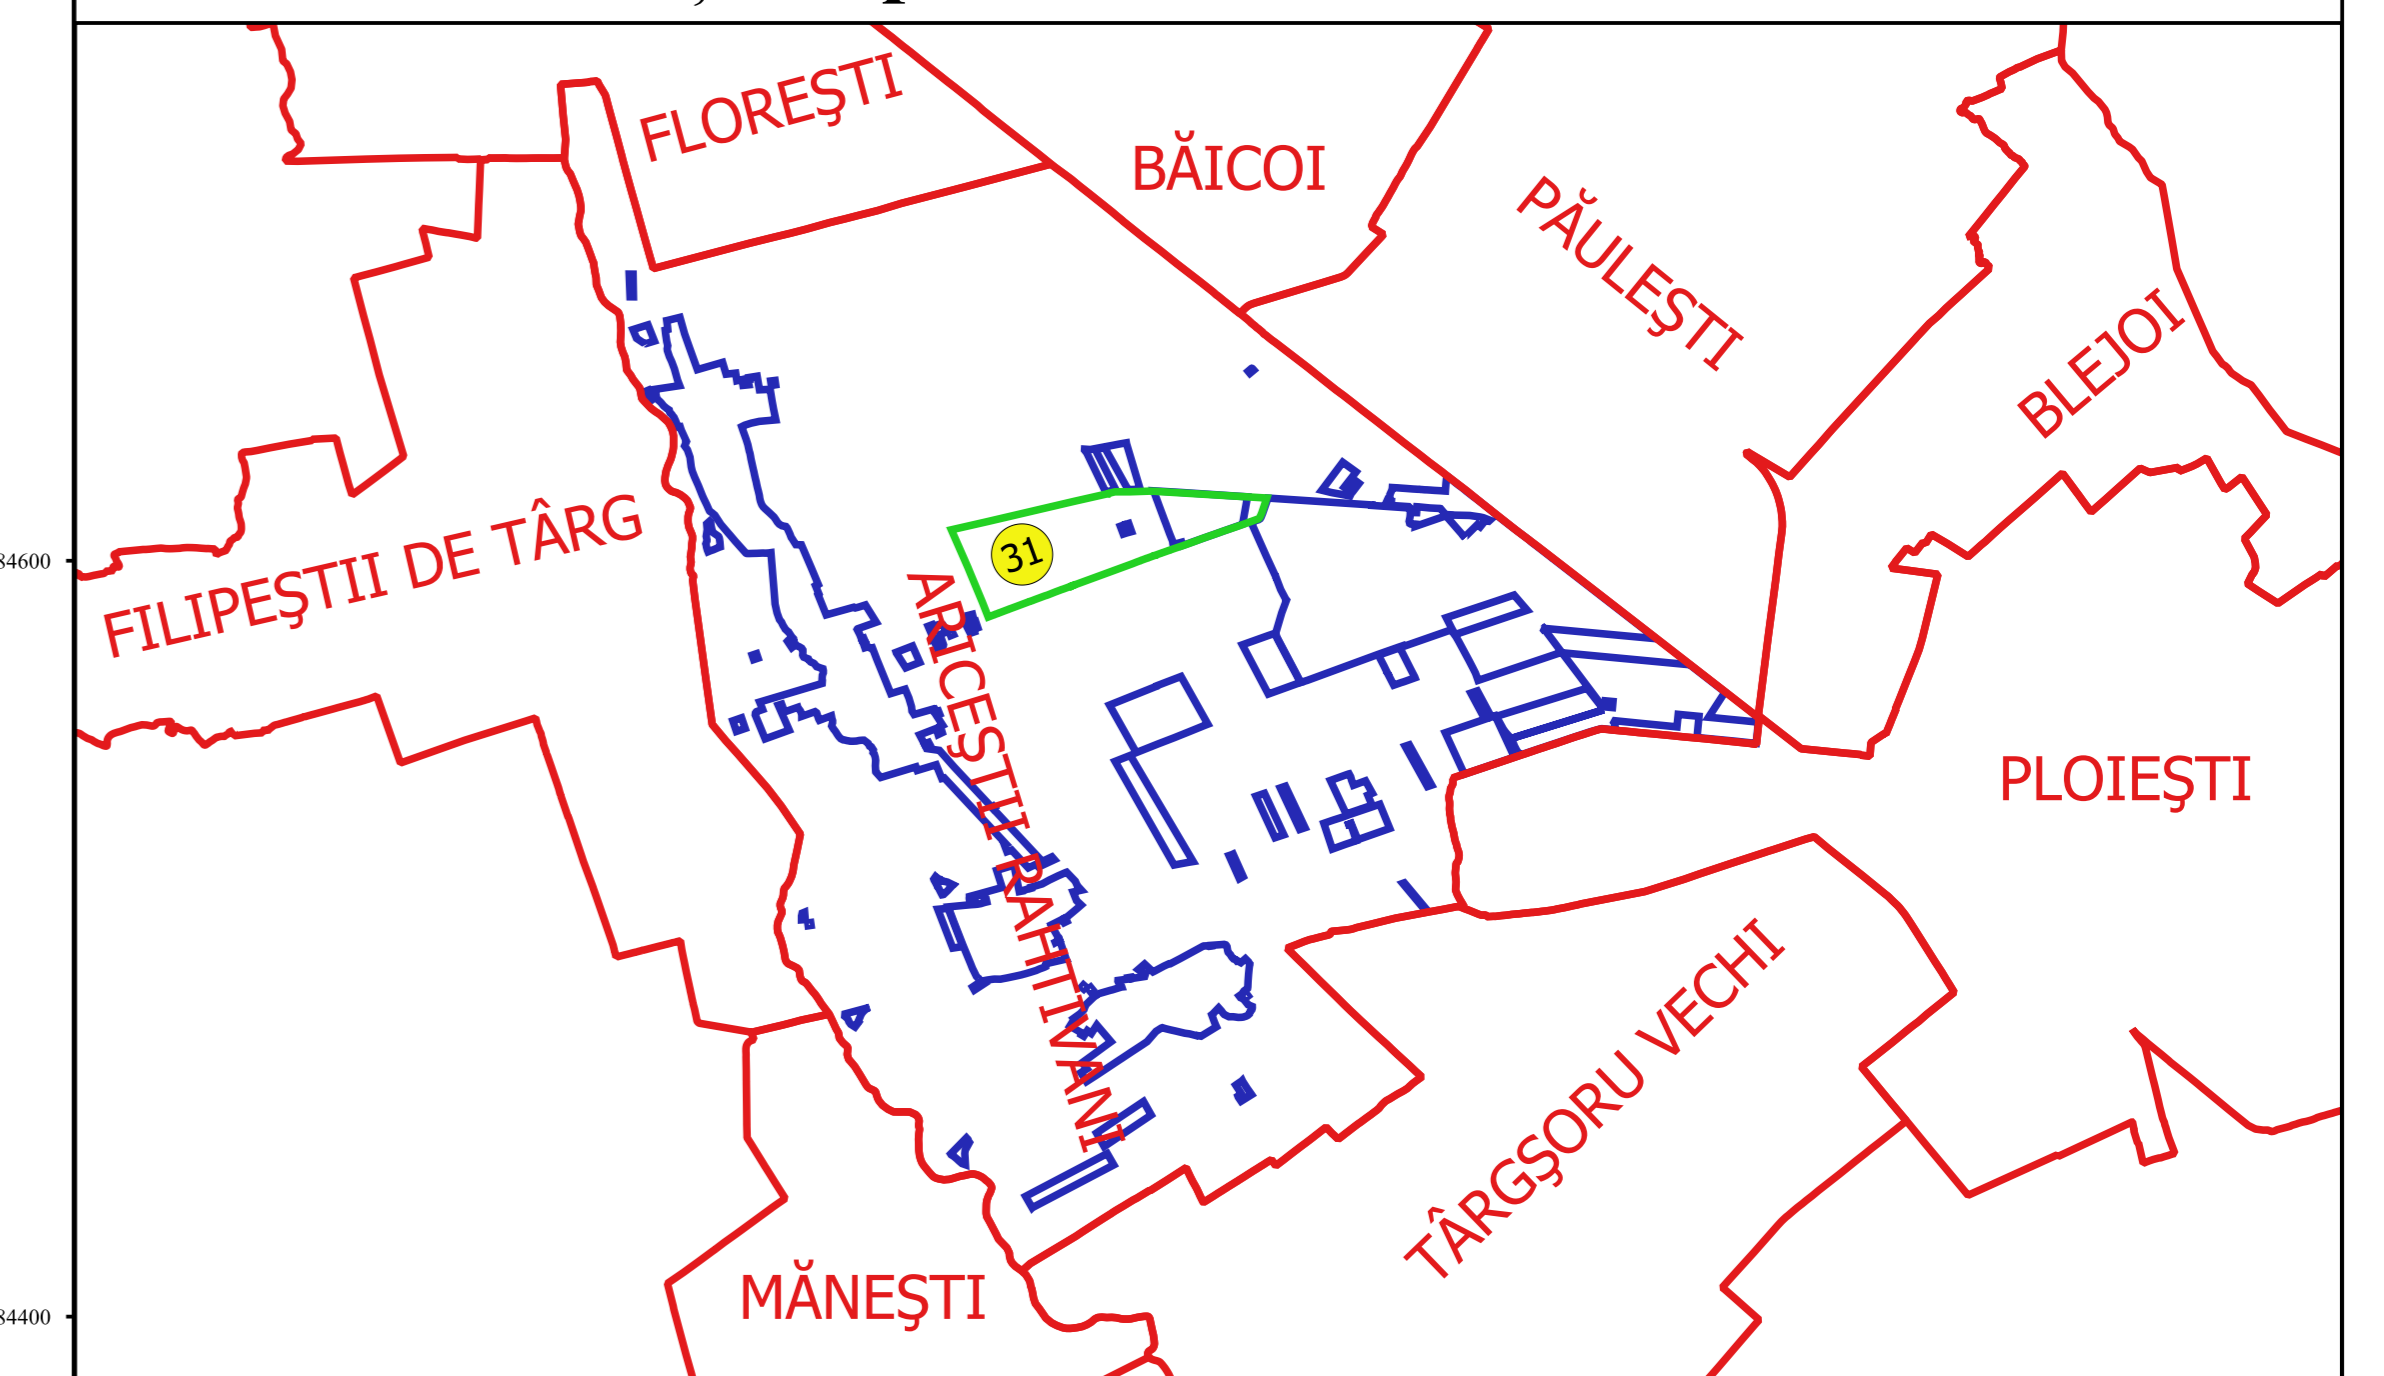 FLOREŞTI
BĂICOI
PĂULEŞTI
BLEJOI
FILIPEŞTII DE TÂRG
31
ARICEŞTII RAHTIVANI
PLOIEŞTI
TÂRGŞORU VECHI
MĂNEŞTI
84600
84400